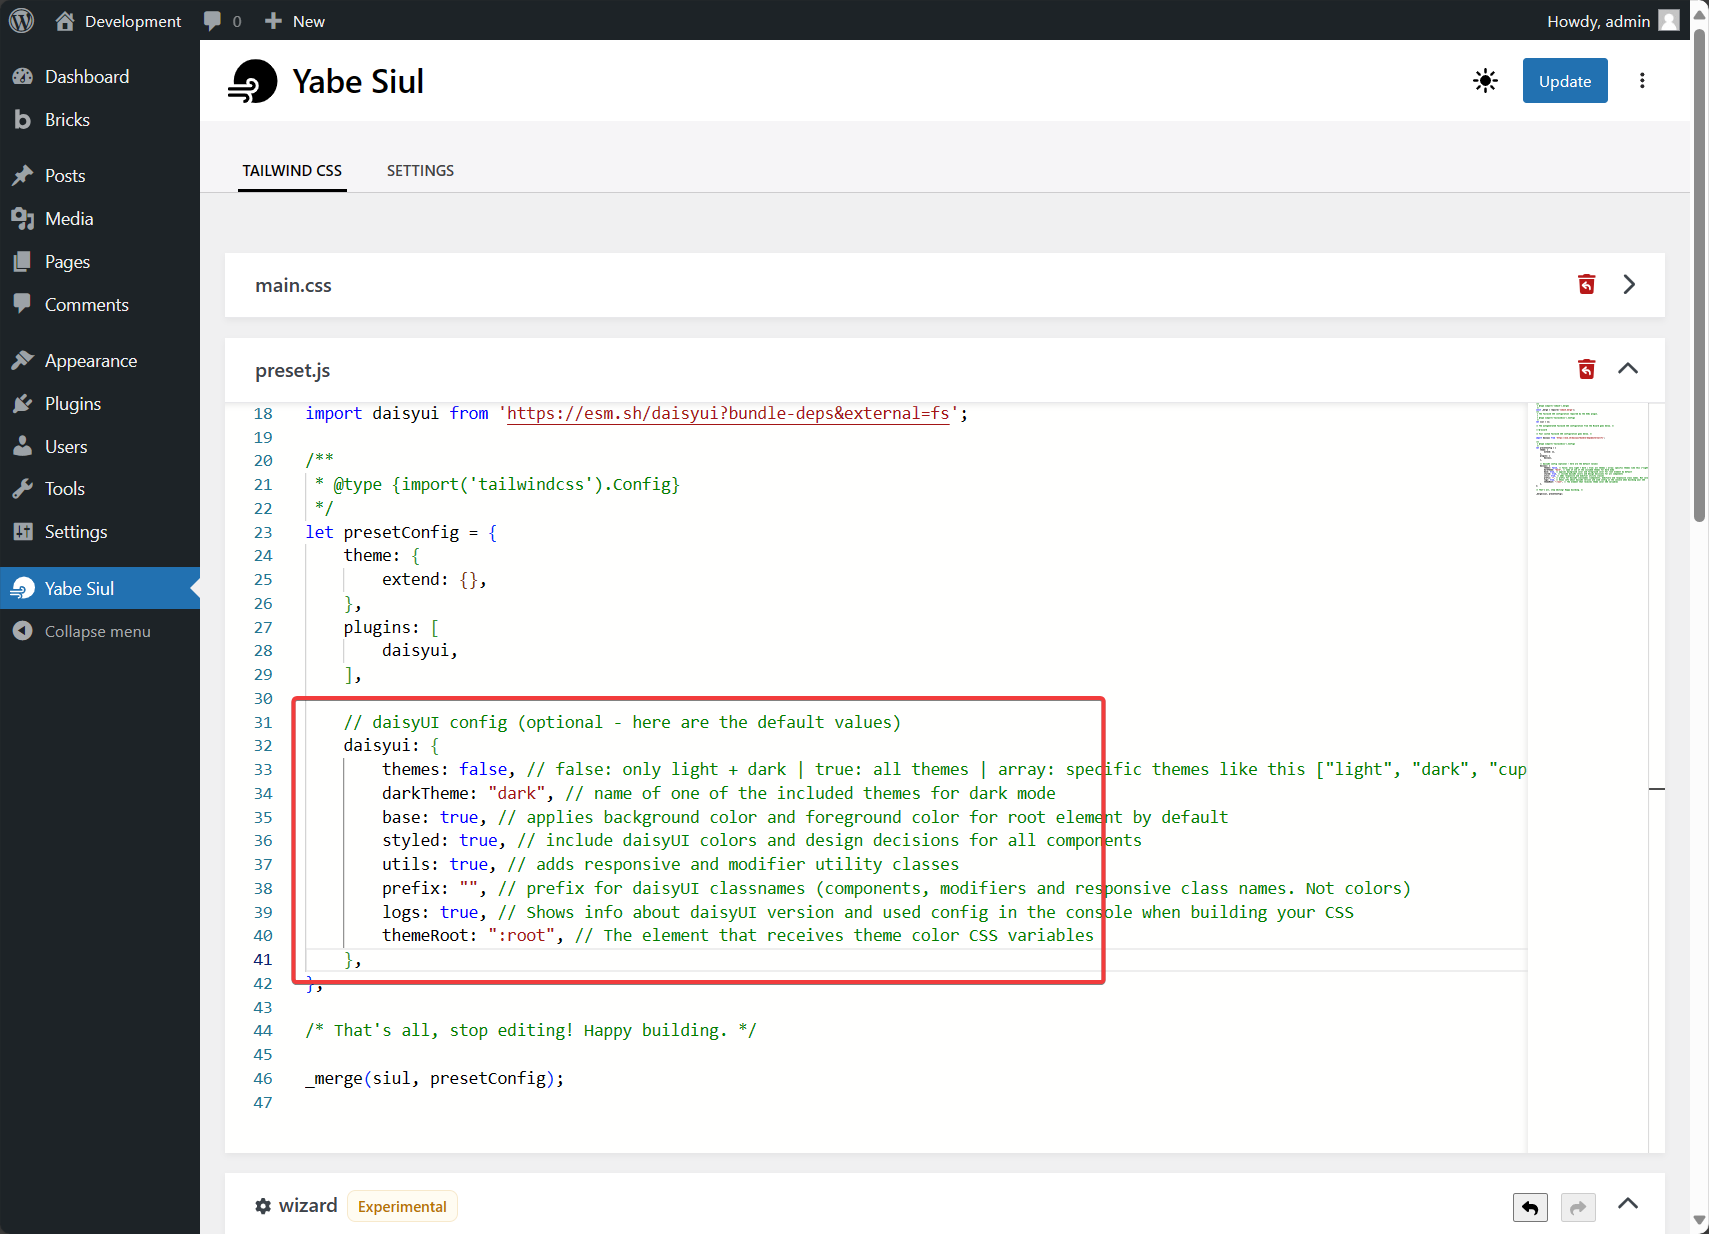 Development
0
New
Howdy, admin
Dashboard
Bricks
Posts
Media
Pages
Comments
Appearance
Plugins
Users
Tools
Settings
Yabe Siul
Collapse menu
Yabe Siul
Update
TAILWIND CSS
SETTINGS
main.css
preset.js
18 import daisyui from 'https://esm.sh/daisyui?bundle-deps&external=fs';
19
20 /**
21  * @type {import('tailwindcss').Config}
22  */
23 let presetConfig = {
24     theme: {
25         extend: {},
26     },
27     plugins: [
28         daisyui,
29     ],
30
31     // daisyUI config (optional - here are the default values)
32     daisyui: {
33         themes: false, // false: only light + dark | true: all themes | array: specific themes like this ["light", "dark", "cup
34         darkTheme: "dark", // name of one of the included themes for dark mode
35         base: true, // applies background color and foreground color for root element by default
36         styled: true, // include daisyUI colors and design decisions for all components
37         utils: true, // adds responsive and modifier utility classes
38         prefix: "", // prefix for daisyUI classnames (components, modifiers and responsive class names. Not colors)
39         logs: true, // Shows info about daisyUI version and used config in the console when building your CSS
40         themeRoot: ":root", // The element that receives theme color CSS variables
41     },
42 };
43
44 /* That's all, stop editing! Happy building. */
45
46 _merge(siul, presetConfig);
47
wizard
Experimental